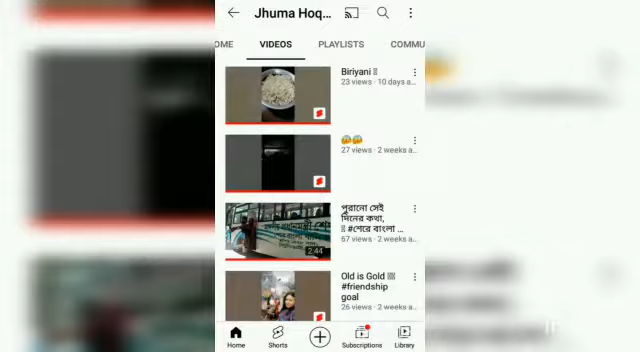 Jhuma Hoq...
OME VIDEOS PLAYLISTS COMMU
Biriyani
23 views · 10 days a...
27 views · 2 weeks a..
পুরানো সেই
দিনের কথা,
#শেরে বাংলা ...
67 views · 2 weeks a..
2:44
Old is Gold
#friendship
goal
26 views · 2 weeks a..
Home Shorts Subscriptions Library